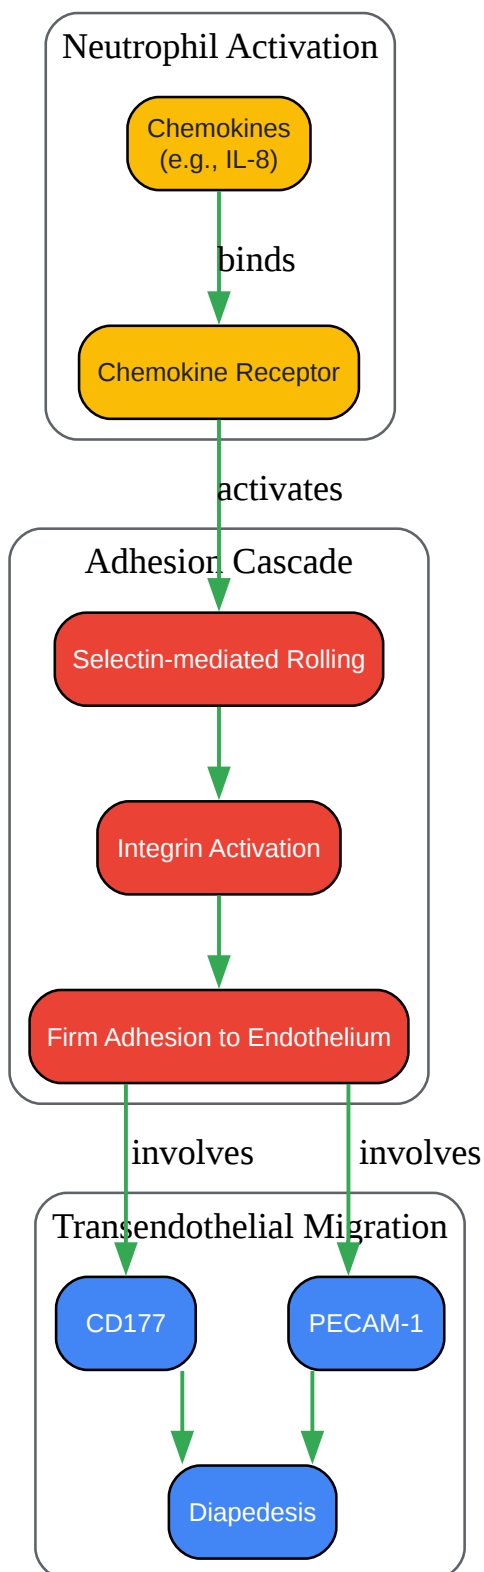 Neutrophil Activation
Chemokines
(e.g., IL-8)
binds
Chemokine Receptor
activates
Adhesion Cascade
Selectin-mediated Rolling
Integrin Activation
Firm Adhesion to Endothelium
involves
involves
Transendothelial Migration
CD177
PECAM-1
Diapedesis